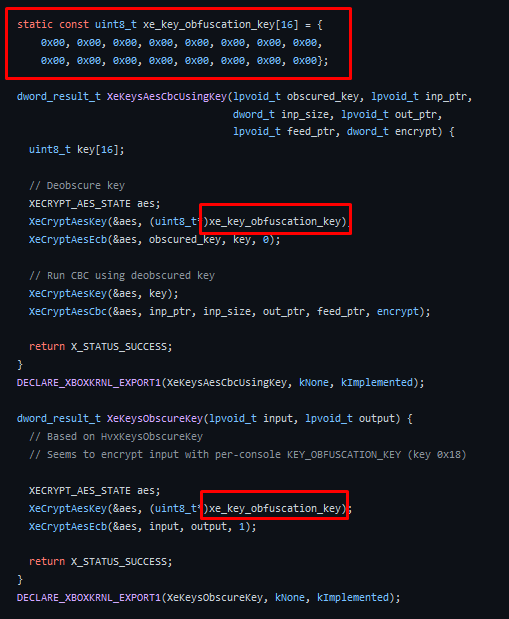 static const uint8_t xe_key_obfuscation_key[16] = {
    0x00, 0x00, 0x00, 0x00, 0x00, 0x00, 0x00, 0x00,
    0x00, 0x00, 0x00, 0x00, 0x00, 0x00, 0x00, 0x00};
dword_result_t XeKeysAesCbcUsingKey(lpvoid_t obscured_key, lpvoid_t inp_ptr,
                                    dword_t inp_size, lpvoid_t out_ptr,
                                    lpvoid_t feed_ptr, dword_t encrypt) {
  uint8_t key[16];
  // Deobscure key
  XECRYPT_AES_STATE aes;
  XeCryptAesKey(&aes, (uint8_t*)xe_key_obfuscation_key);
  XeCryptAesEcb(&aes, obscured_key, key, 0);
  // Run CBC using deobscured key
  XeCryptAesKey(&aes, key);
  XeCryptAesCbc(&aes, inp_ptr, inp_size, out_ptr, feed_ptr, encrypt);
  return X_STATUS_SUCCESS;
}
DECLARE_XBOXKRNL_EXPORT1(XeKeysAesCbcUsingKey, kNone, kImplemented);
dword_result_t XeKeysObscureKey(lpvoid_t input, lpvoid_t output) {
  // Based on HvxKeysObscureKey
  // Seems to encrypt input with per-console KEY_OBFUSCATION_KEY (key 0x18)
  XECRYPT_AES_STATE aes;
  XeCryptAesKey(&aes, (uint8_t*)xe_key_obfuscation_key);
  XeCryptAesEcb(&aes, input, output, 1);
  return X_STATUS_SUCCESS;
}
DECLARE_XBOXKRNL_EXPORT1(XeKeysObscureKey, kNone, kImplemented);